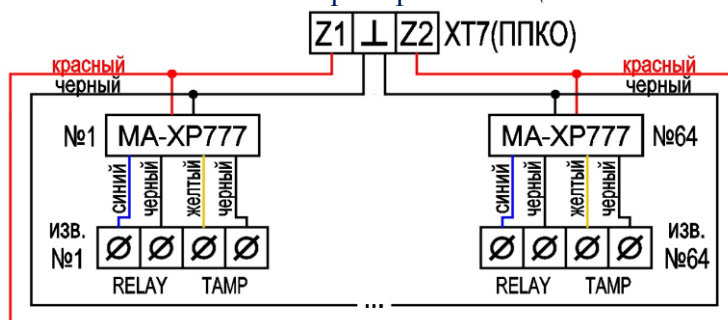 Z1 ⊥ Z2 XT7(ППКО)
красный красный
черный черный
№1 MA-XP777 MA-XP777 №64
синий черный желтый черный синий черный желтый черный
изв. №1 изв. №64
RELAY TAMP RELAY TAMP
...